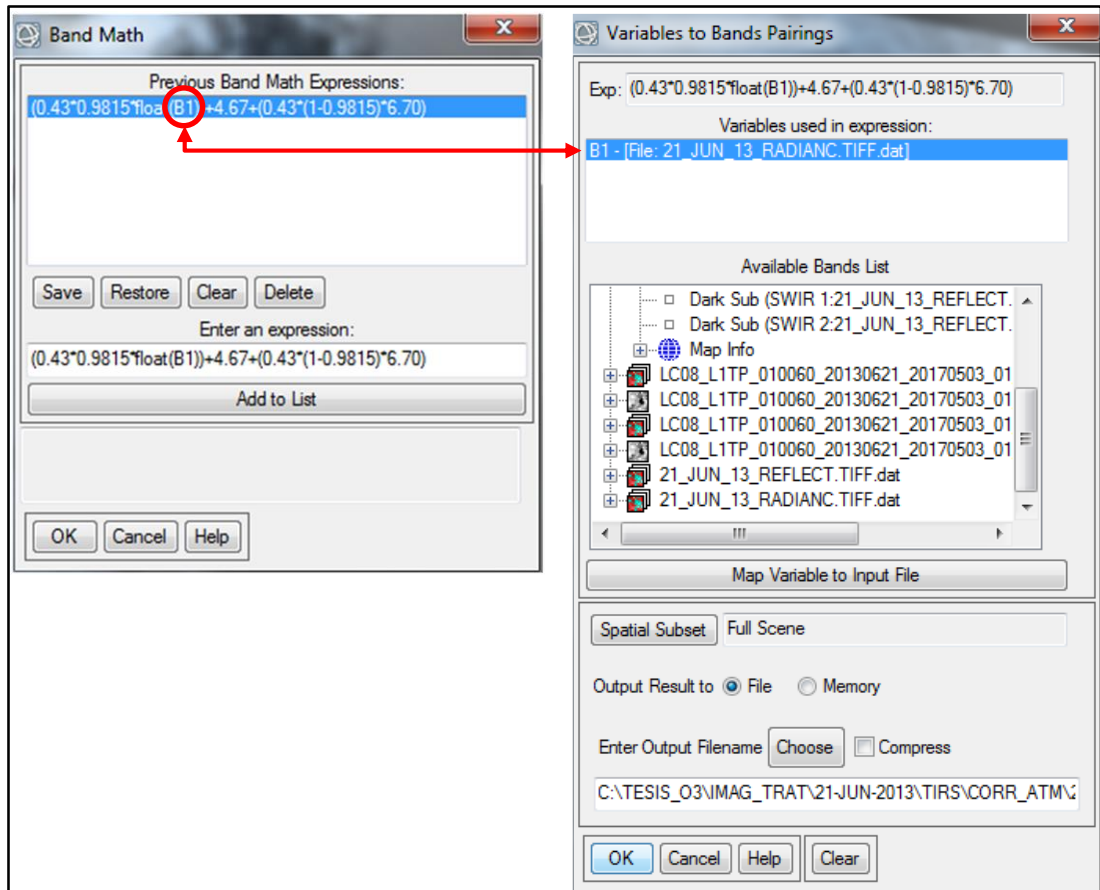 Band Math
Previous Band Math Expressions:
(0.43*0.9815*float(B1))+4.67+(0.43*(1-0.9815)*6.70)
Save Restore Clear Delete
Enter an expression:
(0.43*0.9815*float(B1))+4.67+(0.43*(1-0.9815)*6.70)
Add to List
OK Cancel Help
Variables to Bands Pairings
Exp: (0.43*0.9815*float(B1))+4.67+(0.43*(1-0.9815)*6.70)
Variables used in expression:
B1 - [File: 21_JUN_13_RADIANC.TIFF.dat]
Available Bands List
Dark Sub (SWIR 1:21_JUN_13_REFLECT.
Dark Sub (SWIR 2:21_JUN_13_REFLECT.
Map Info
LC08_L1TP_010060_20130621_20170503_01
LC08_L1TP_010060_20130621_20170503_01
LC08_L1TP_010060_20130621_20170503_01
LC08_L1TP_010060_20130621_20170503_01
21_JUN_13_REFLECT.TIFF.dat
21_JUN_13_RADIANC.TIFF.dat
Map Variable to Input File
Spatial Subset Full Scene
Output Result to File Memory
Enter Output Filename Choose Compress
C:\TESIS_O3\IMAG_TRAT\21-JUN-2013\TIRS\CORR_ATM\2
OK Cancel Help Clear